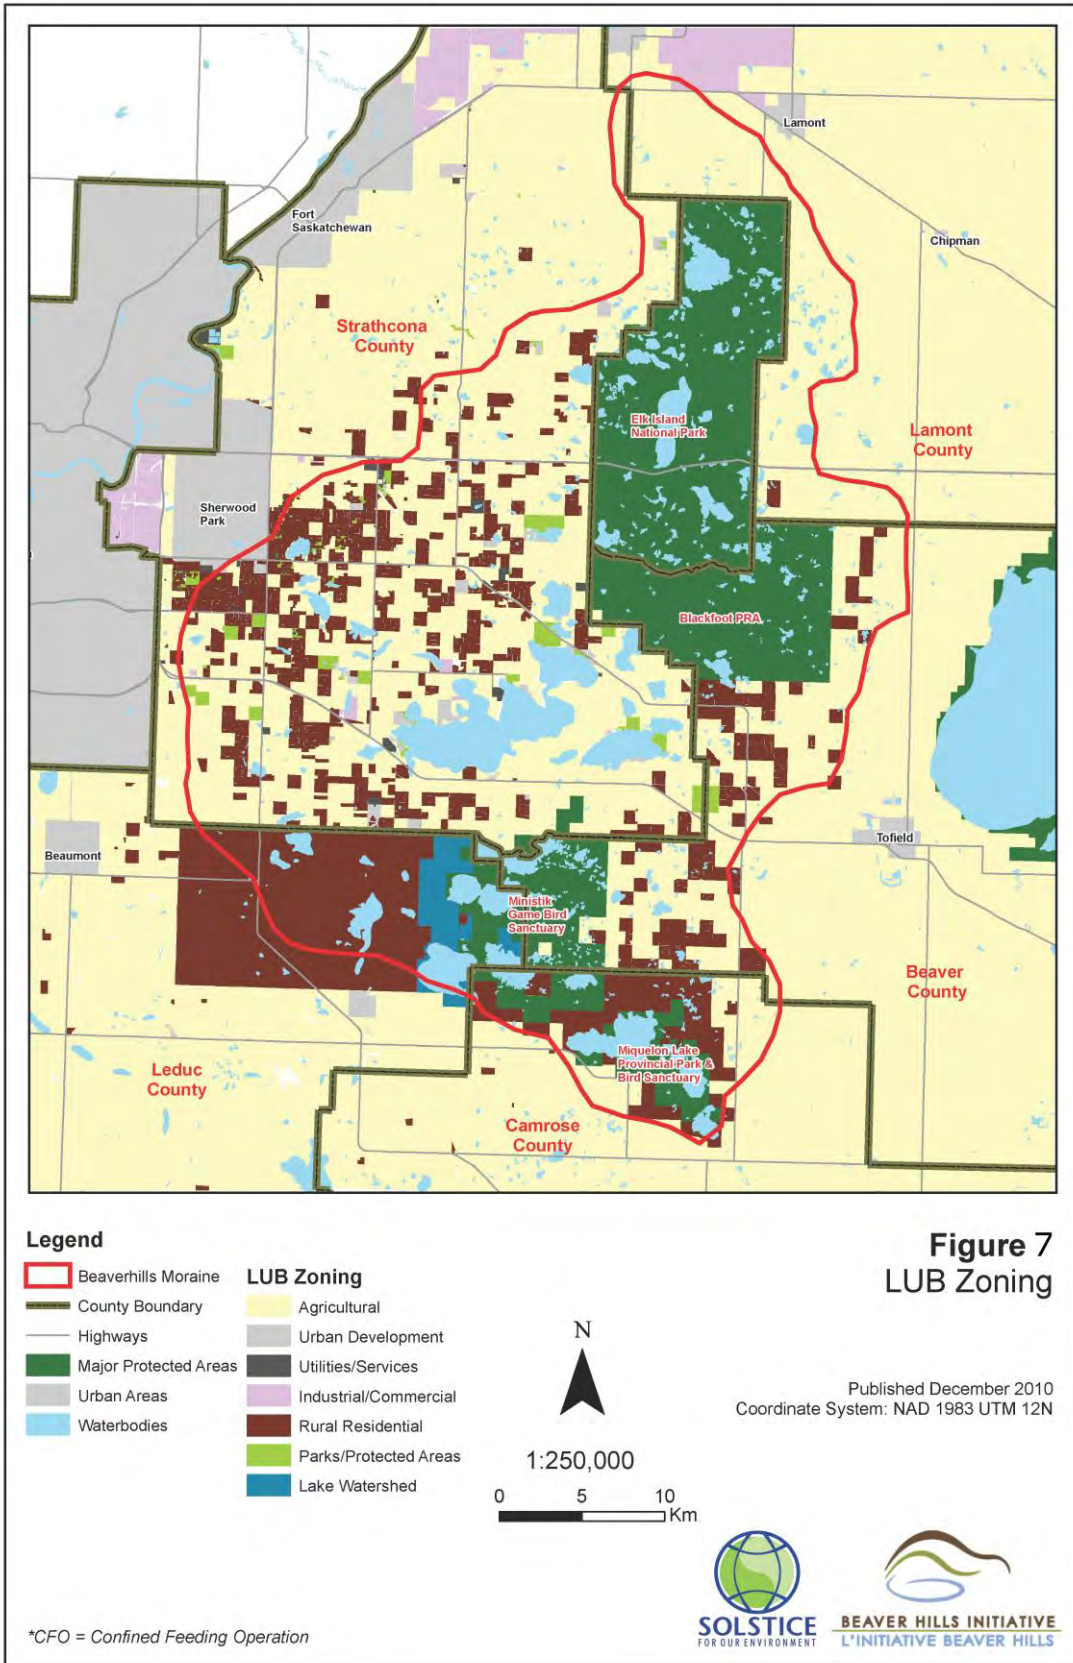 Lamont
Fort
Saskatchewan
Chipman
Strathcona
County
Elk Island
National Park
Lamont
County
Sherwood
Park
Blackfoot PRA
Tofield
Beaumont
Ministik
Game Bird
Sanctuary
Beaver
County
Miquelon Lake
Provincial Park &
Bird Sanctuary
Leduc
County
Camrose
County
Legend
Beaverhills Moraine
County Boundary
Highways
Major Protected Areas
Urban Areas
Waterbodies
LUB Zoning
Agricultural
Urban Development
Utilities/Services
Industrial/Commercial
Rural Residential
Parks/Protected Areas
Lake Watershed
N
1:250,000
0 5 10
Km
Figure 7
LUB Zoning
Published December 2010
Coordinate System: NAD 1983 UTM 12N
*CFO = Confined Feeding Operation
SOLSTICE
FOR OUR ENVIRONMENT
BEAVER HILLS INITIATIVE
L'INITIATIVE BEAVER HILLS